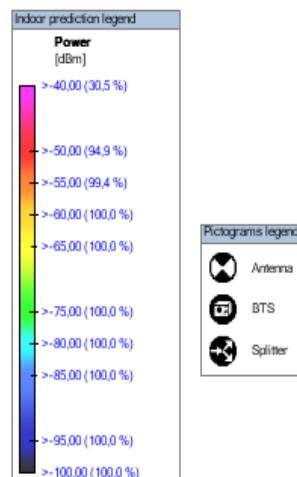 Indoor prediction legend
Power
[dBm]
>-40,00 (30,5 %)
>-50,00 (94,9 %)
>-55,00 (99,4 %)
>-60,00 (100,0 %)
>-65,00 (100,0 %)
>-75,00 (100,0 %)
>-80,00 (100,0 %)
>-85,00 (100,0 %)
>-95,00 (100,0 %)
>-100,00 (100,0 %)
Pictograms legend
Antenna
BTS
Splitter